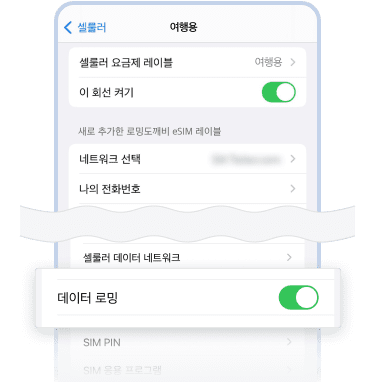 셀룰러 여행용
셀룰러 요금제 레이블 여행용
이 회선 켜기
새로 추가한 로밍도깨비 eSIM 레이블
네트워크 선택
나의 전화번호
셀룰러 데이터 네트워크
데이터 로밍
SIM PIN
SIM 응용 프로그램